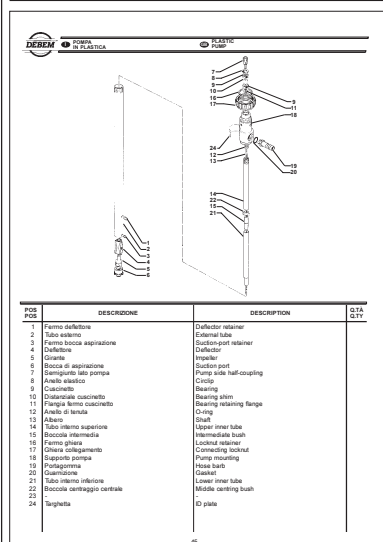 DEBEM
I POMPA IN PLASTICA
GB PLASTIC PUMP
7
8
9
10
16
17
9
11
18
24
12
13
19
20
14
22
15
21
1
2
3
4
5
6
POS POS DESCRIZIONE DESCRIPTION Q.TÀ Q.TY
1 Fermo deflettore Deflector retainer
2 Tubo esterno External tube
3 Fermo bocca aspirazione Suction-port retainer
4 Deflettore Deflector
5 Girante Impeller
6 Bocca di aspirazione Suction port
7 Semigiunto lato pompa Pump side half-coupling
8 Anello elastico Circlip
9 Cuscinetto Bearing
10 Distanziale cuscinetto Bearing shim
11 Flangia fermo cuscinetto Bearing retaining flange
12 Anello di tenuta O-ring
13 Albero Shaft
14 Tubo interno superiore Upper inner tube
15 Boccola intermedia Intermediate bush
16 Fermo ghiera Locknut retainer
17 Ghiera collegamento Connecting locknut
18 Supporto pompa Pump mounting
19 Portagomma Hose barb
20 Guarnizione Gasket
21 Tubo interno inferiore Lower inner tube
22 Boccola centraggio centrale Middle centring bush
23 - -
24 Targhetta ID plate